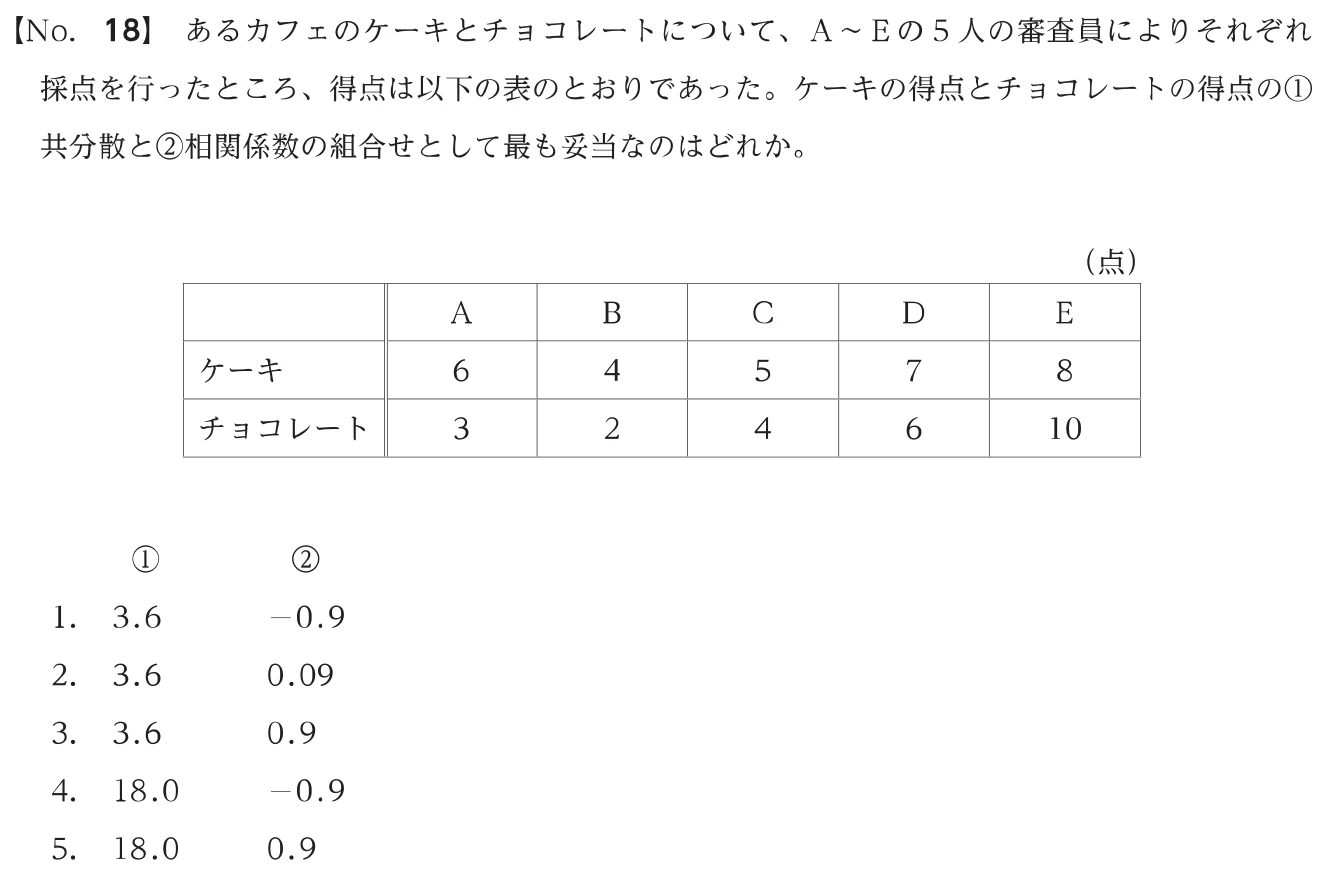 【No. 18】 あるカフェのケーキとチョコレートについて、A～Eの5人の審査員によりそれぞれ
採点を行ったところ、得点は以下の表のとおりであった。ケーキの得点とチョコレートの得点の①
共分散と②相関係数の組合せとして最も妥当なのはどれか。
(点)
A B C D E
ケーキ 6 4 5 7 8
チョコレート 3 2 4 6 10
① ②
1. 3.6 －0.9
2. 3.6 0.09
3. 3.6 0.9
4. 18.0 －0.9
5. 18.0 0.9